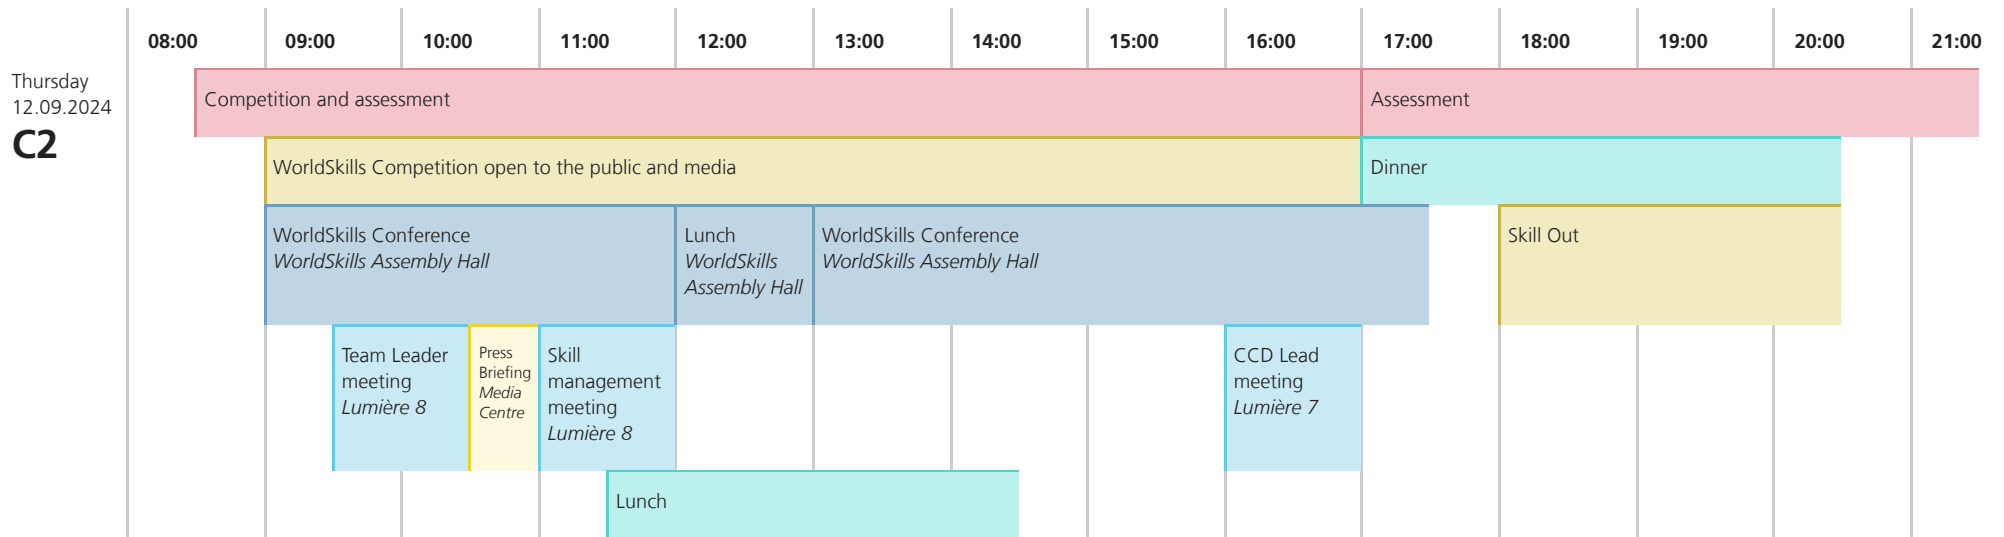 08:00 09:00 10:00 11:00 12:00 13:00 14:00 15:00 16:00 17:00 18:00 19:00 20:00 21:00
Thursday
12.09.2024
C2
Competition and assessment
Assessment
WorldSkills Competition open to the public and media
Dinner
WorldSkills Conference
WorldSkills Assembly Hall
Lunch
WorldSkills
Assembly Hall
WorldSkills Conference
WorldSkills Assembly Hall
Skill Out
Team Leader
meeting
Lumière 8
Press
Briefing
Media
Centre
Skill
management
meeting
Lumière 8
CCD Lead
meeting
Lumière 7
Lunch